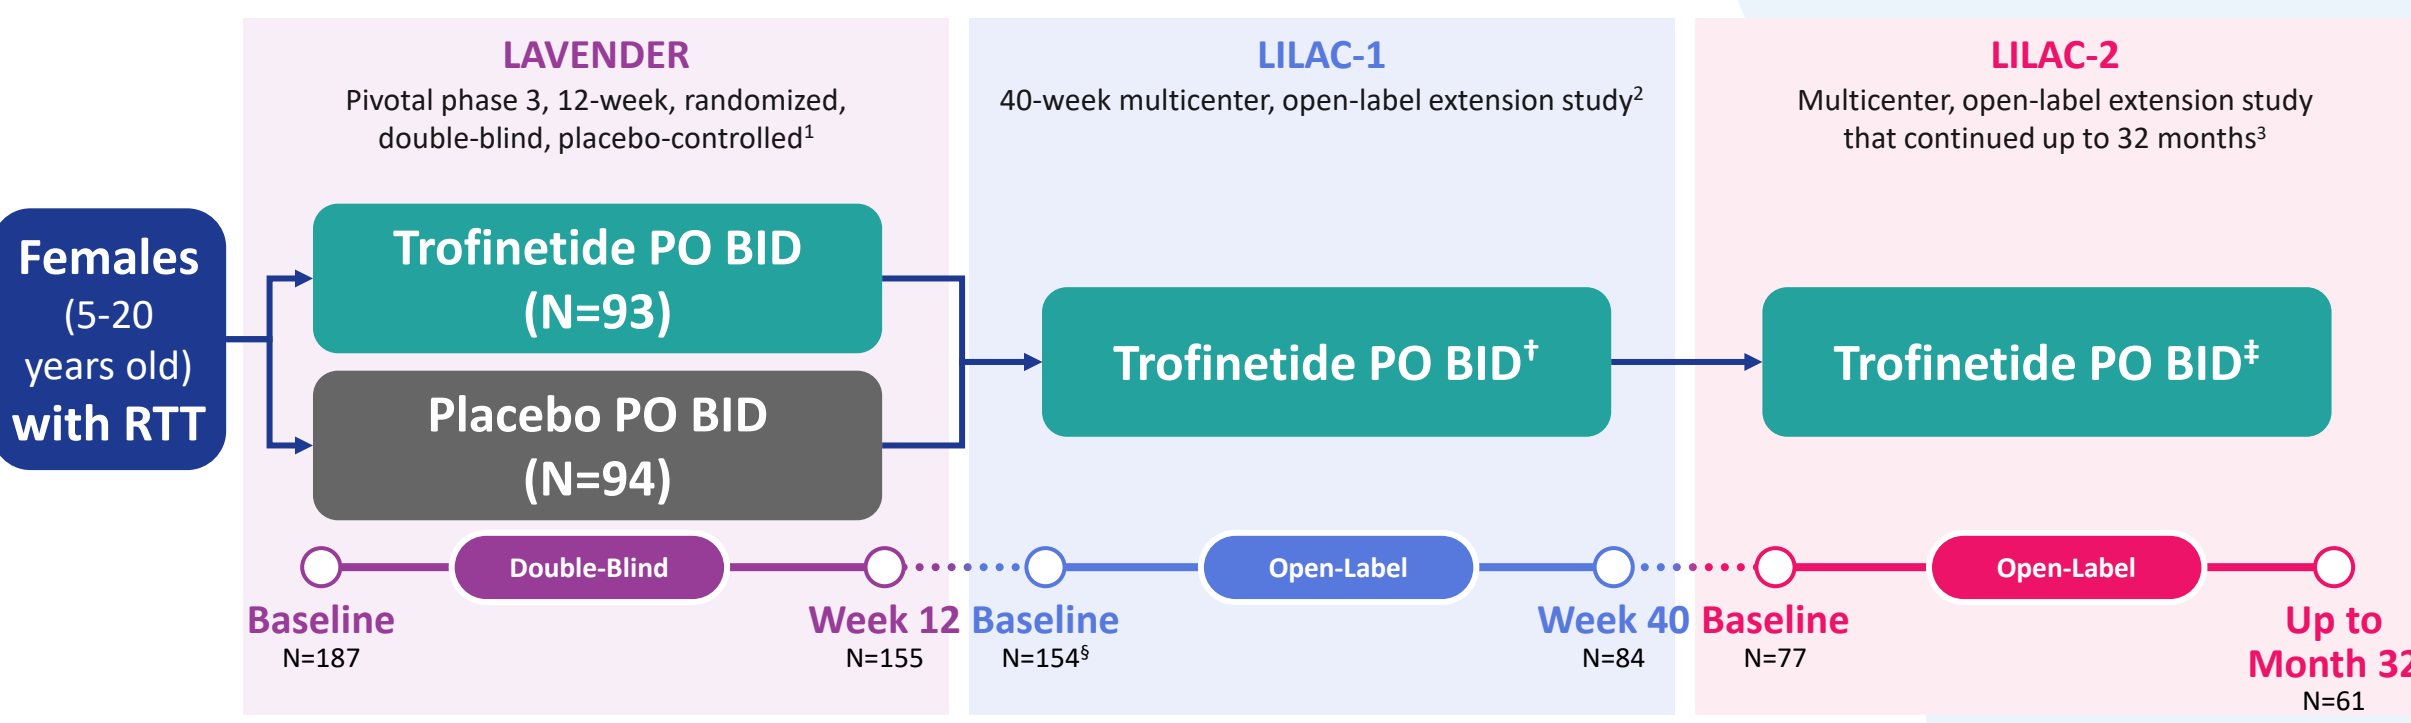 LAVENDER
Pivotal phase 3, 12-week, randomized,
double-blind, placebo-controlled¹
LILAC-1
40-week multicenter, open-label extension study²
LILAC-2
Multicenter, open-label extension study
that continued up to 32 months³
Females
(5-20
years old)
with RTT
Trofinetide PO BID
(N=93)
Placebo PO BID
(N=94)
Trofinetide PO BID†
Trofinetide PO BID‡
Double-Blind
Open-Label
Open-Label
Baseline
N=187
Week 12
N=155
Baseline
N=154§
Week 40
N=84
Baseline
N=77
Up to
Month 32
N=61